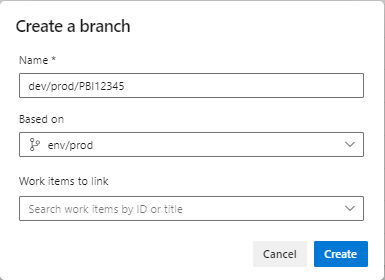 Create a branch
Name *
dev/prod/PBI12345
Based on
env/prod
Work items to link
Search work items by ID or title
Cancel
Create